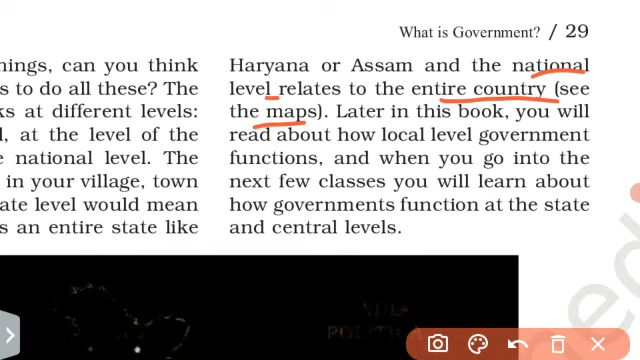 What is Government? / 29
nings, can you think
s to do all these? The
ks at different levels:
l, at the level of the
e national level. The
in your village, town
ate level would mean
s an entire state like
Haryana or Assam and the national
level relates to the entire country (see
the maps). Later in this book, you will
read about how local level government
functions, and when you go into the
next few classes you will learn about
how governments function at the state
and central levels.